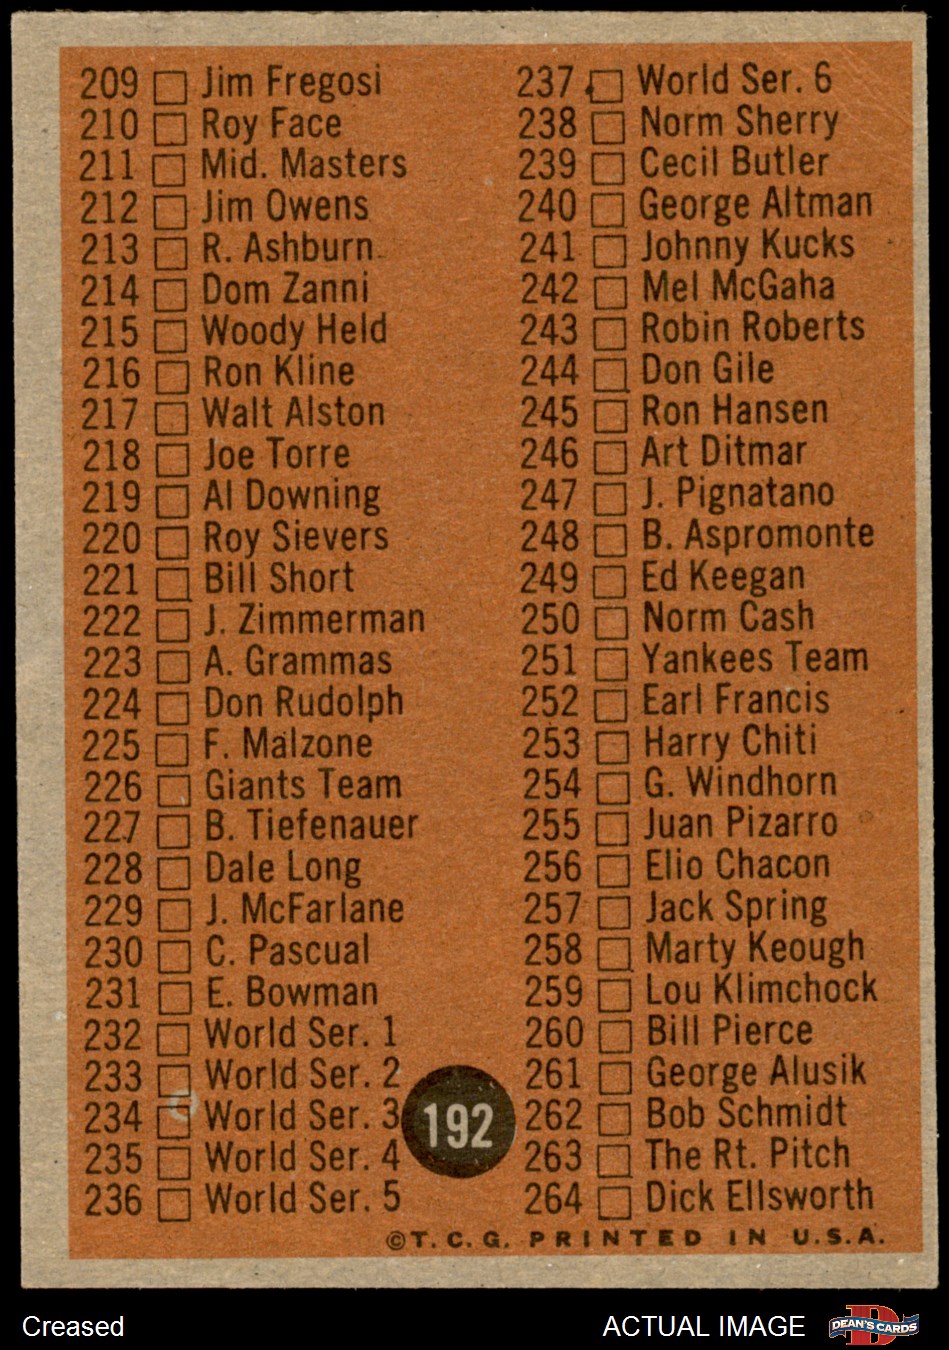 209 Jim Fregosi
210 Roy Face
211 Mid. Masters
212 Jim Owens
213 R. Ashburn
214 Dom Zanni
215 Woody Held
216 Ron Kline
217 Walt Alston
218 Joe Torre
219 Al Downing
220 Roy Sievers
221 Bill Short
222 J. Zimmerman
223 A. Grammas
224 Don Rudolph
225 F. Malzone
226 Giants Team
227 B. Tiefenauer
228 Dale Long
229 J. McFarlane
230 C. Pascual
231 E. Bowman
232 World Ser. 1
233 World Ser. 2
234 World Ser. 3
235 World Ser. 4
236 World Ser. 5
192
237 World Ser. 6
238 Norm Sherry
239 Cecil Butler
240 George Altman
241 Johnny Kucks
242 Mel McGaha
243 Robin Roberts
244 Don Gile
245 Ron Hansen
246 Art Ditmar
247 J. Pignatano
248 B. Aspromonte
249 Ed Keegan
250 Norm Cash
251 Yankees Team
252 Earl Francis
253 Harry Chiti
254 G. Windhorn
255 Juan Pizarro
256 Elio Chacon
257 Jack Spring
258 Marty Keough
259 Lou Klimchock
260 Bill Pierce
261 George Alusik
262 Bob Schmidt
263 The Rt. Pitch
264 Dick Ellsworth
©T.C.G. PRINTED IN U.S.A.
Creased
ACTUAL IMAGE
DEAN'S CARDS